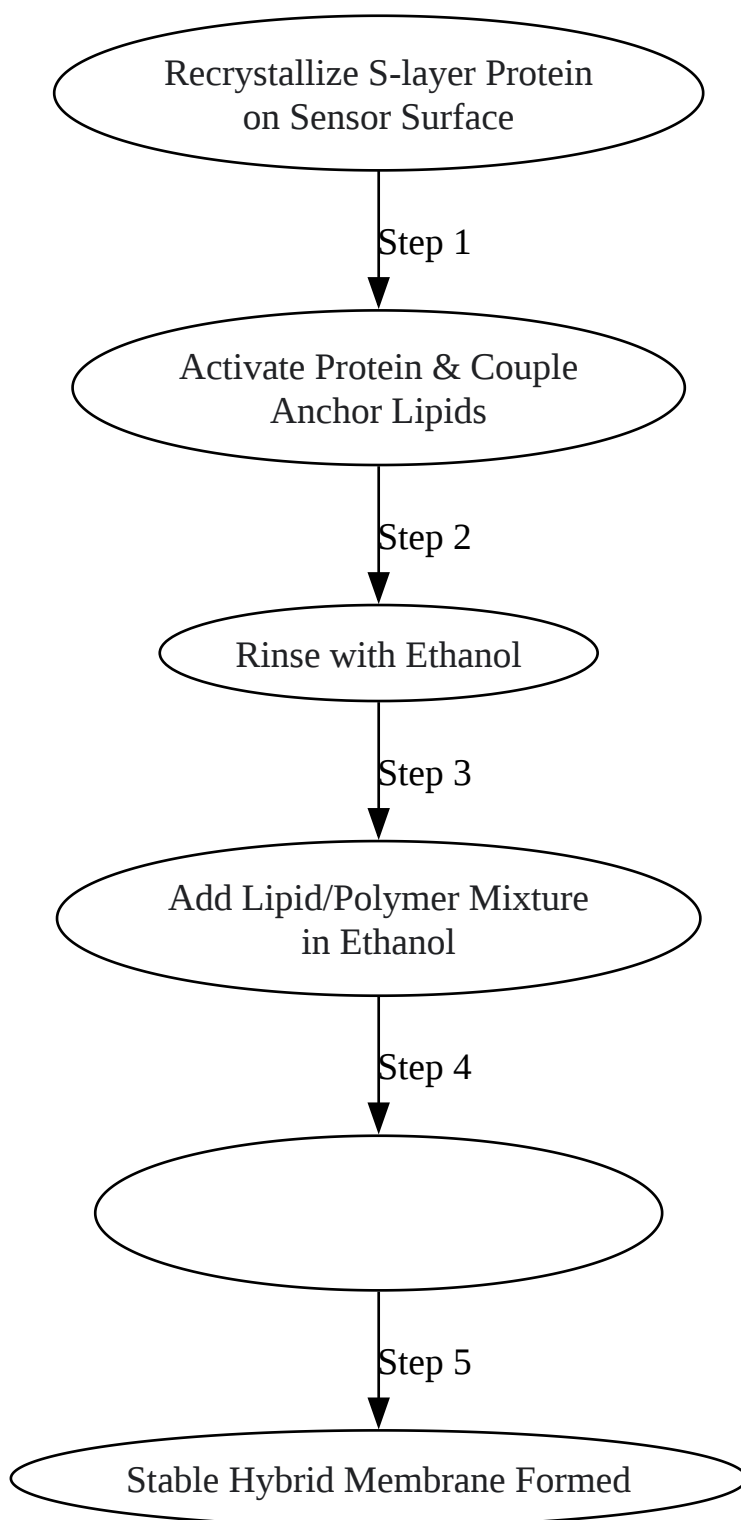 Recrystallize S-layer Protein
on Sensor Surface
Step 1
Activate Protein & Couple
Anchor Lipids
Step 2
Rinse with Ethanol
Step 3
Add Lipid/Polymer Mixture
in Ethanol
Step 4
Step 5
Stable Hybrid Membrane Formed